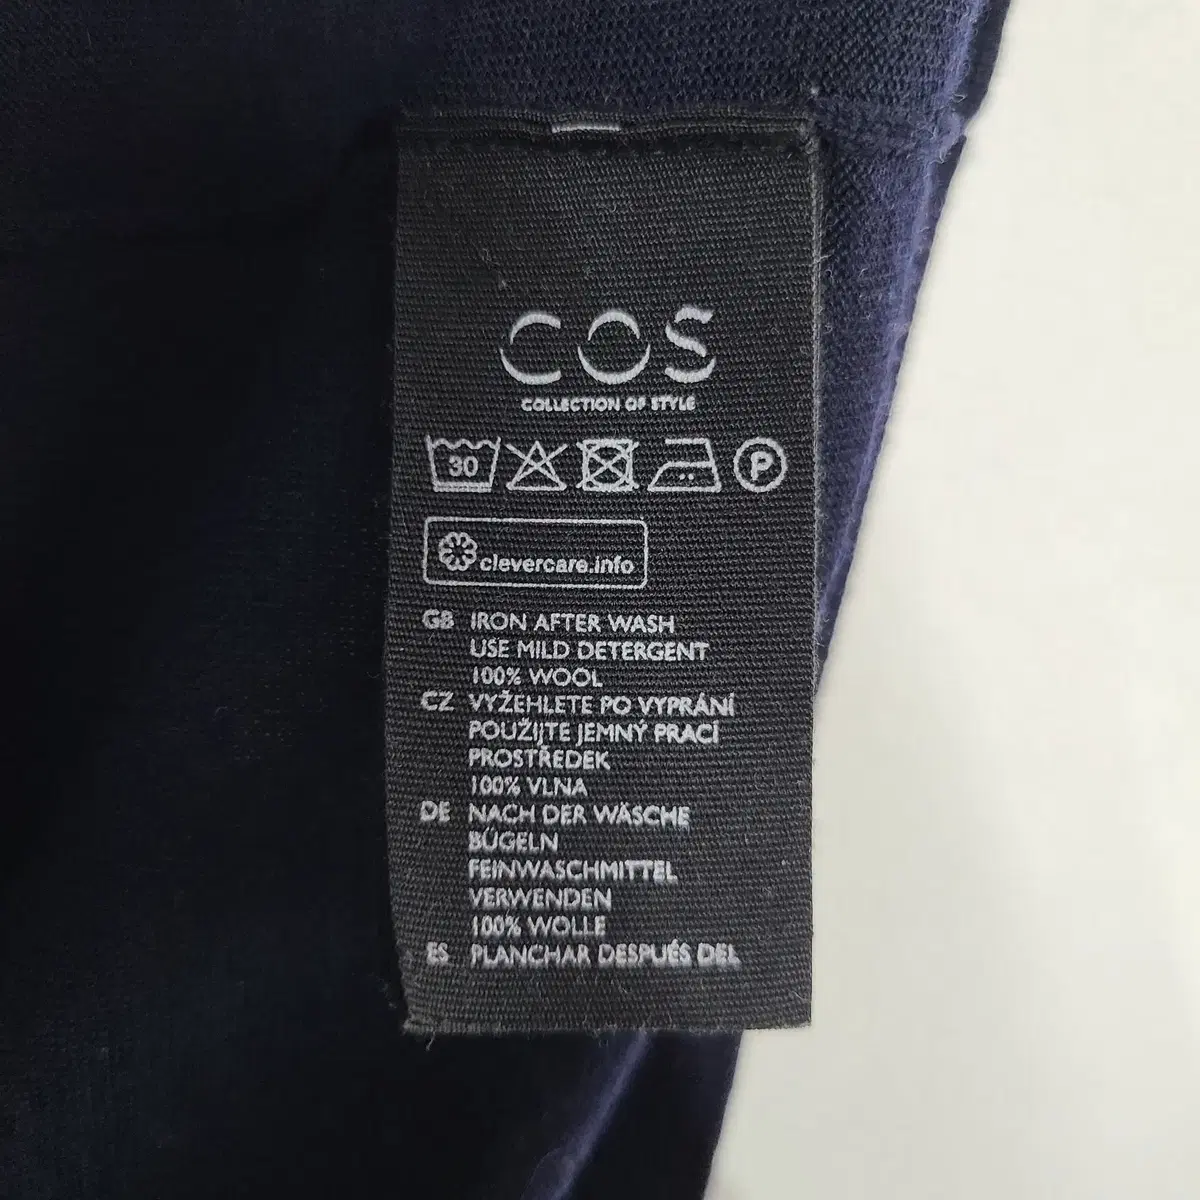 COS
COLLECTION OF STYLE
30 P
clevercare.info
GB IRON AFTER WASH
USE MILD DETERGENT
100% WOOL
CZ VYŽEHLETE PO VYPRÁNÍ
POUŽIJTE JEMNÝ PRACÍ
PROSTŘEDEK
100% VLNA
DE NACH DER WÄSCHE
BÜGELN
FEINWASCHMITTEL
VERWENDEN
100% WOLLE
ES PLANCHAR DESPUÉS DEL